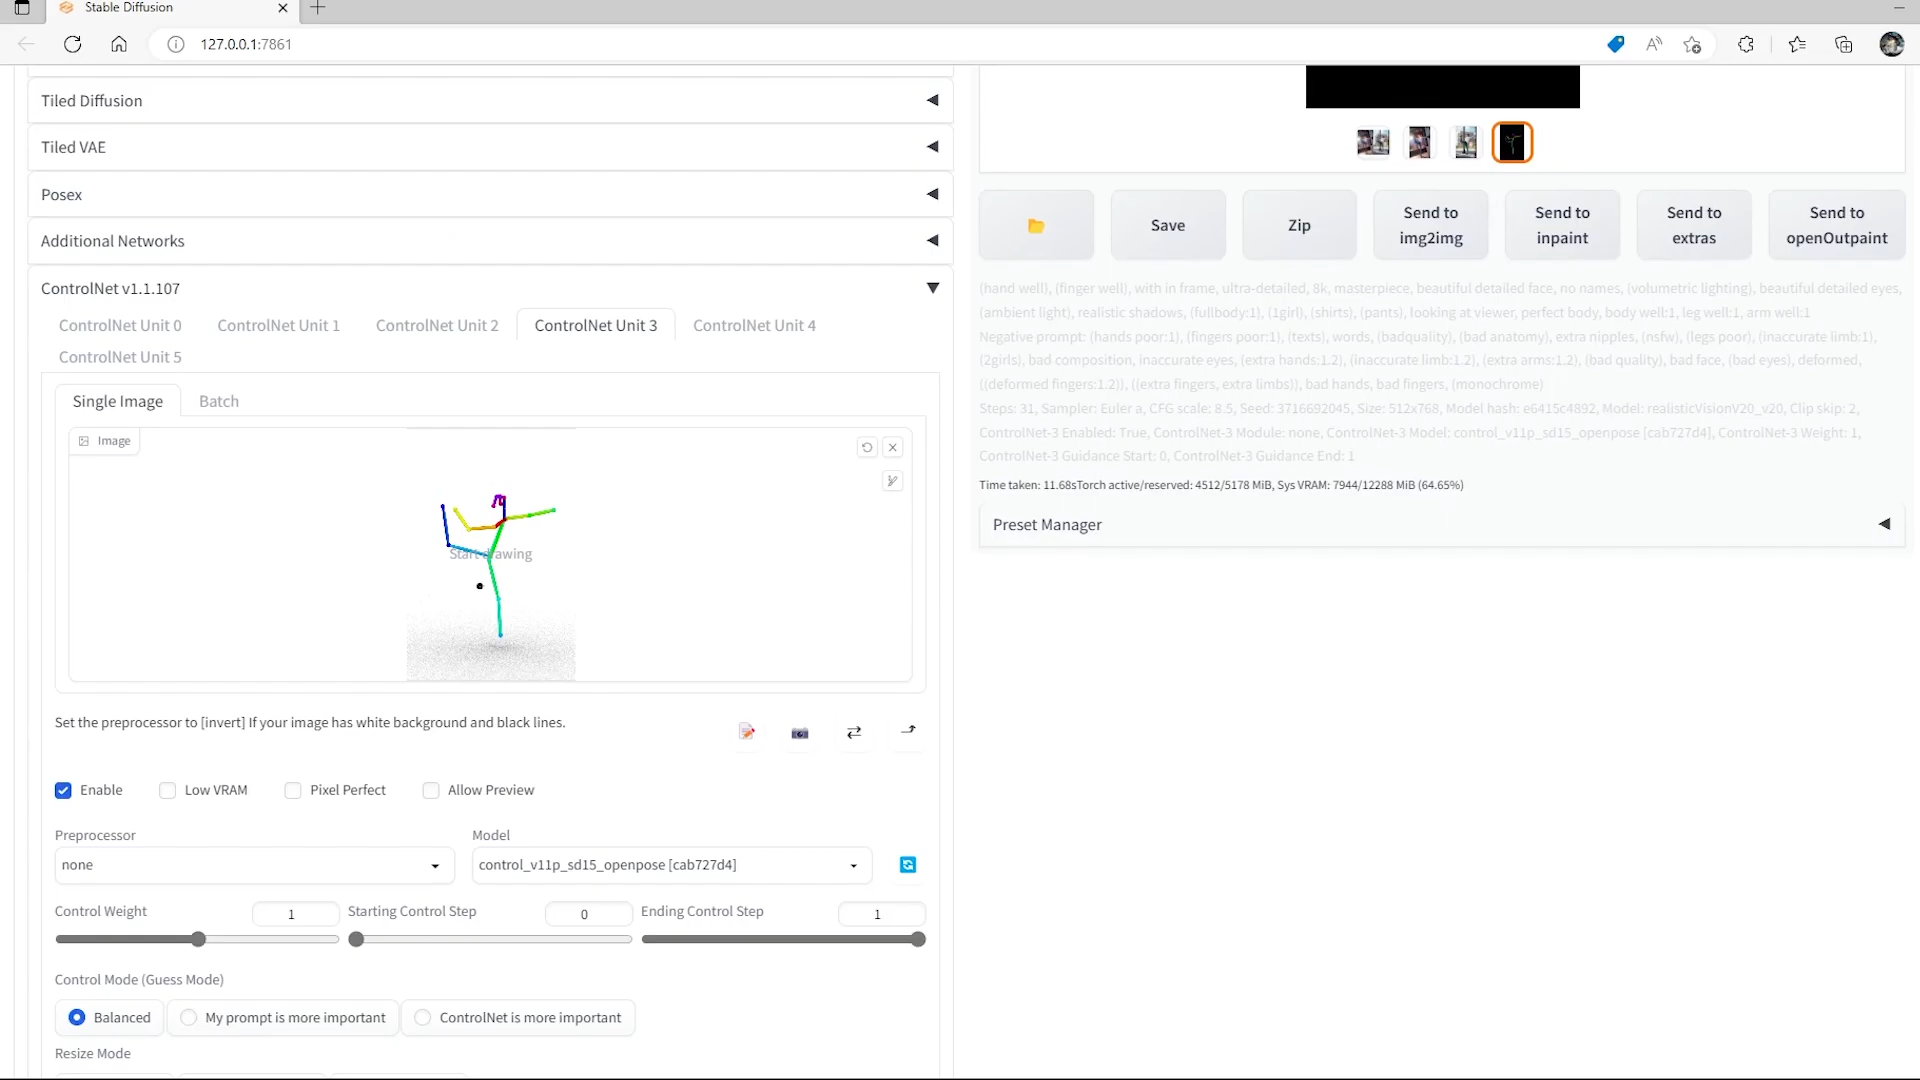 Stable Diffusion
127.0.0.1:7861
Tiled Diffusion
Tiled VAE
Posex
Additional Networks
ControlNet v1.1.107
ControlNet Unit 0
ControlNet Unit 1
ControlNet Unit 2
ControlNet Unit 3
ControlNet Unit 4
ControlNet Unit 5
Single Image
Batch
Image
Start drawing
Set the preprocessor to [invert] If your image has white background and black lines.
Enable
Low VRAM
Pixel Perfect
Allow Preview
Preprocessor
Model
none
control_v11p_sd15_openpose [cab727d4]
Control Weight
1
Starting Control Step
0
Ending Control Step
1
Control Mode (Guess Mode)
Balanced
My prompt is more important
ControlNet is more important
Resize Mode
Save
Zip
Send to
img2img
Send to
inpaint
Send to
extras
Send to
openOutpaint
(hand well), (finger well), with in frame, ultra-detailed, 8k, masterpiece, beautiful detailed face, no names, (volumetric lighting), beautiful detailed eyes,
(ambient light), realistic shadows, (fullbody:1), (1girl), (shirts), (pants), looking at viewer, perfect body, body well:1, leg well:1, arm well:1
Negative prompt: (hands poor:1), (fingers poor:1), (texts), words, (badquality), (bad anatomy), extra nipples, (nsfw), (legs poor), (inaccurate limb:1),
(2girls), bad composition, inaccurate eyes, (extra hands:1.2), (inaccurate limb:1.2), (extra arms:1.2), (bad quality), bad face, (bad eyes), deformed,
((deformed fingers:1.2)), ((extra fingers, extra limbs)), bad hands, bad fingers, (monochrome)
Steps: 31, Sampler: Euler a, CFG scale: 8.5, Seed: 3716692045, Size: 512x768, Model hash: e6415c4892, Model: realisticVisionV20_v20, Clip skip: 2,
ControlNet-3 Enabled: True, ControlNet-3 Module: none, ControlNet-3 Model: control_v11p_sd15_openpose [cab727d4], ControlNet-3 Weight: 1,
ControlNet-3 Guidance Start: 0, ControlNet-3 Guidance End: 1
Time taken: 11.68sTorch active/reserved: 4512/5178 MiB, Sys VRAM: 7944/12288 MiB (64.65%)
Preset Manager